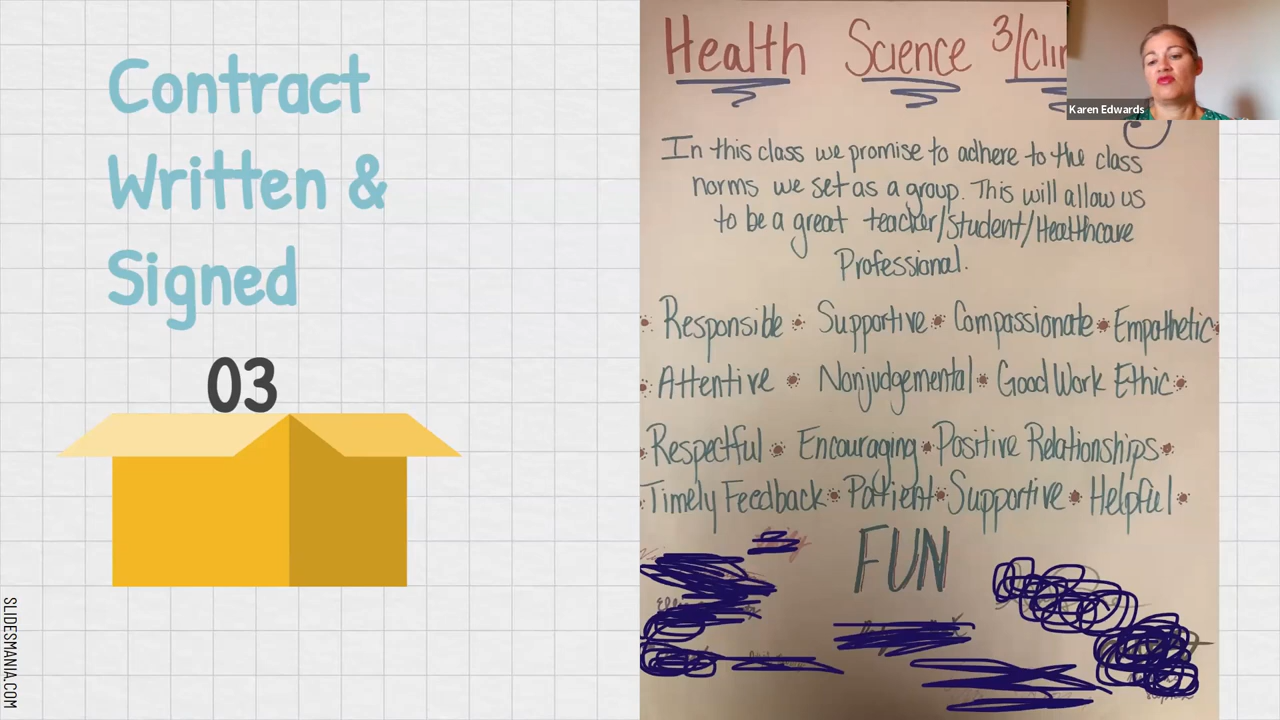 Contract
Written &
Signed
03
SLIDESMANIA.COM
Health Science 3/Clin
Karen Edwards
In this class we promise to adhere to the class
norms we set as a group. This will allow us
to be a great teacher/student/Healthcare
Professional.
Responsible Supportive Compassionate Empathetic
Attentive Nonjudgemental Good Work Ethic
Respectful Encouraging Positive Relationships
Timely Feedback Patient Supportive Helpful
FUN